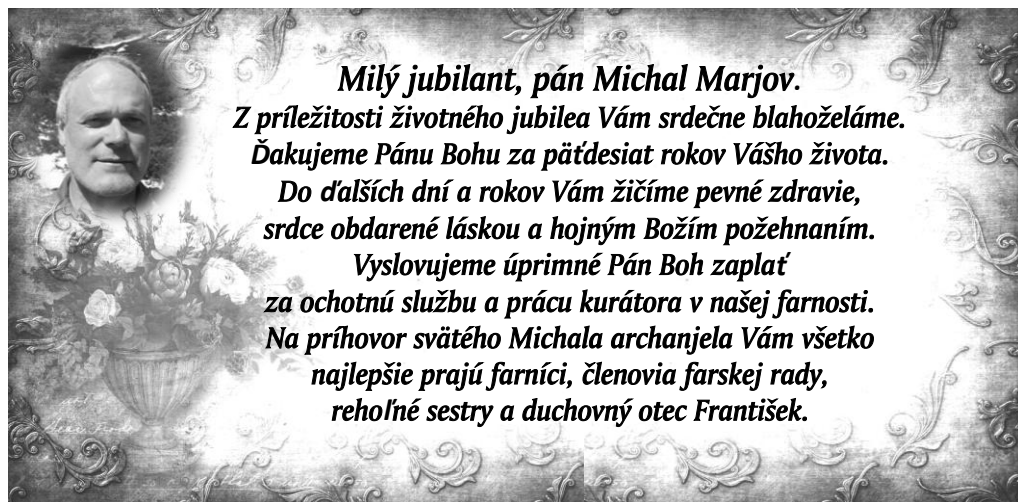 Milý jubilant, pán Michal Marjov.
Z príležitosti životného jubilea Vám srdečne blahoželáme.
Ďakujeme Pánu Bohu za päťdesiat rokov Vášho života.
Do ďalších dní a rokov Vám žičíme pevné zdravie,
srdce obdarené láskou a hojným Božím požehnaním.
Vyslovujeme úprimné Pán Boh zaplať
za ochotnú službu a prácu kurátora v našej farnosti.
Na príhovor svätého Michala archanjela Vám všetko
najlepšie prajú farníci, členovia farskej rady,
rehoľné sestry a duchovný otec František.